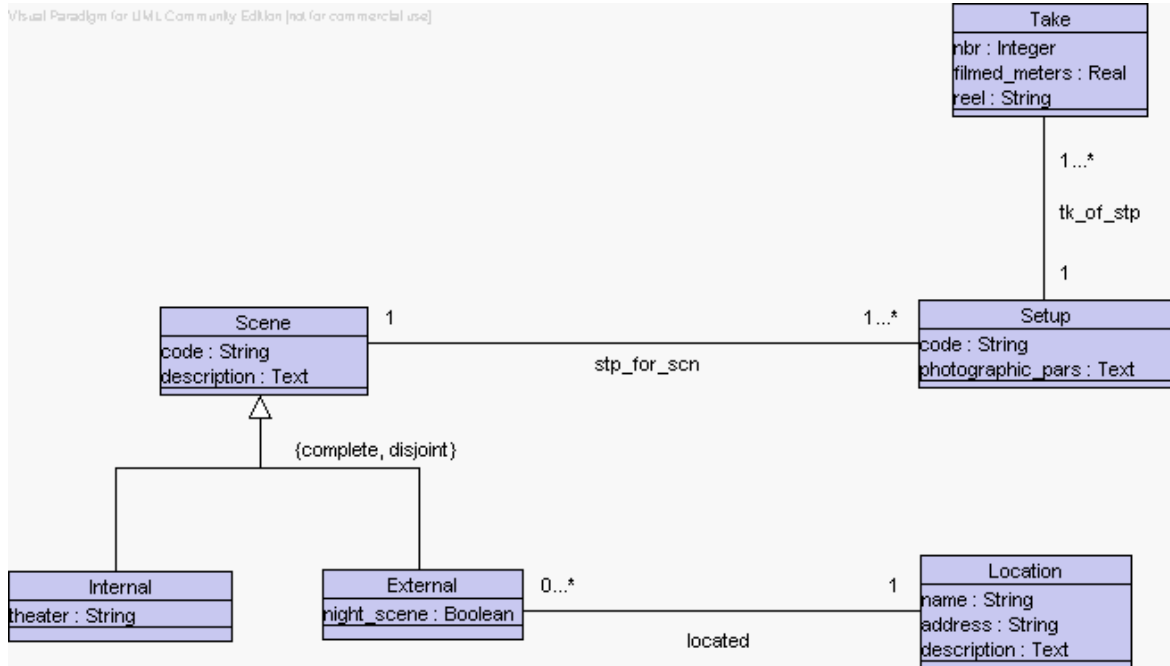 Visual Paradigm for UML Community Edition [not for commercial use]
Take
nbr : Integer
filmed_meters : Real
reel : String
1...*
tk_of_stp
1
Scene
code : String
description : Text
1
1...*
stp_for_scn
Setup
code : String
photographic_pars : Text
{complete, disjoint}
Internal
theater : String
External
night_scene : Boolean
0...*
1
located
Location
name : String
address : String
description : Text